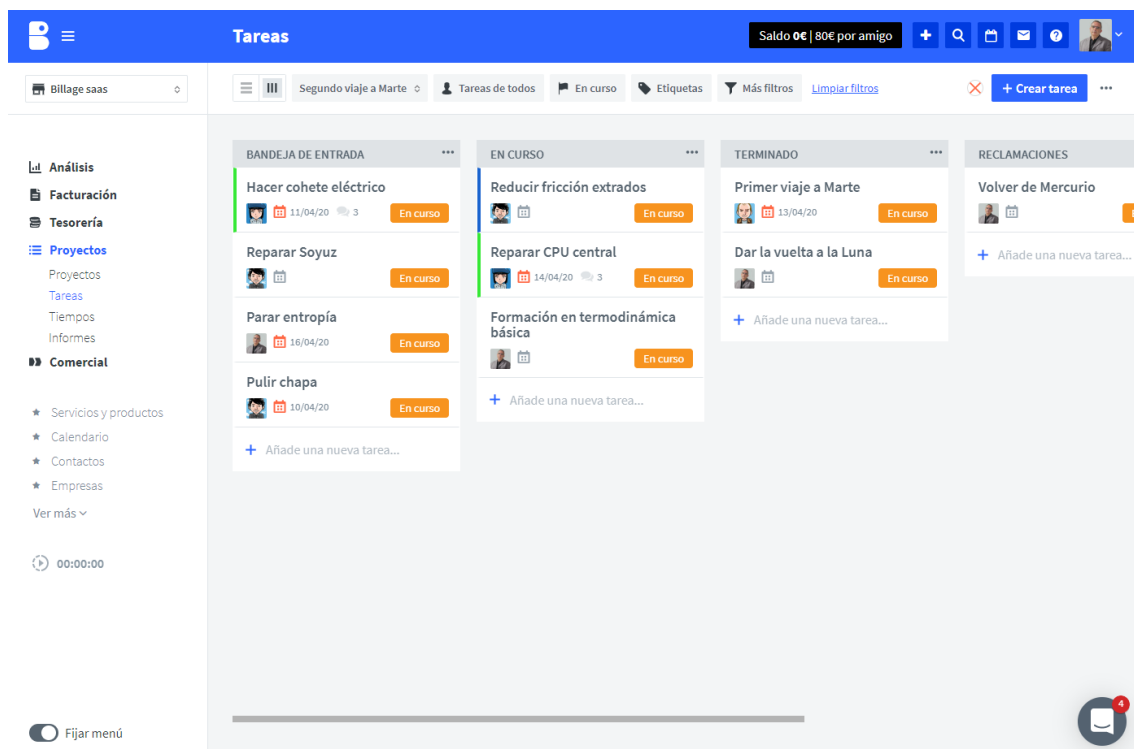 Tareas
Saldo 0€ | 80€ por amigo
Billage saas
Segundo viaje a Marte
Tareas de todos
En curso
Etiquetas
Más filtros
Limpiar filtros
+ Crear tarea
Análisis
Facturación
Tesorería
Proyectos
Proyectos
Tareas
Tiempos
Informes
Comercial
Servicios y productos
Calendario
Contactos
Empresas
Ver más
00:00:00
Fijar menú
BANDEJA DE ENTRADA
Hacer cohete eléctrico
11/04/20 3 En curso
Reparar Soyuz
En curso
Parar entropía
16/04/20 En curso
Pulir chapa
10/04/20 En curso
+ Añade una nueva tarea...
EN CURSO
Reducir fricción extrados
En curso
Reparar CPU central
14/04/20 3 En curso
Formación en termodinámica
básica
En curso
+ Añade una nueva tarea...
TERMINADO
Primer viaje a Marte
13/04/20 En curso
Dar la vuelta a la Luna
En curso
+ Añade una nueva tarea...
RECLAMACIONES
Volver de Mercurio
+ Añade una nueva tarea...
4